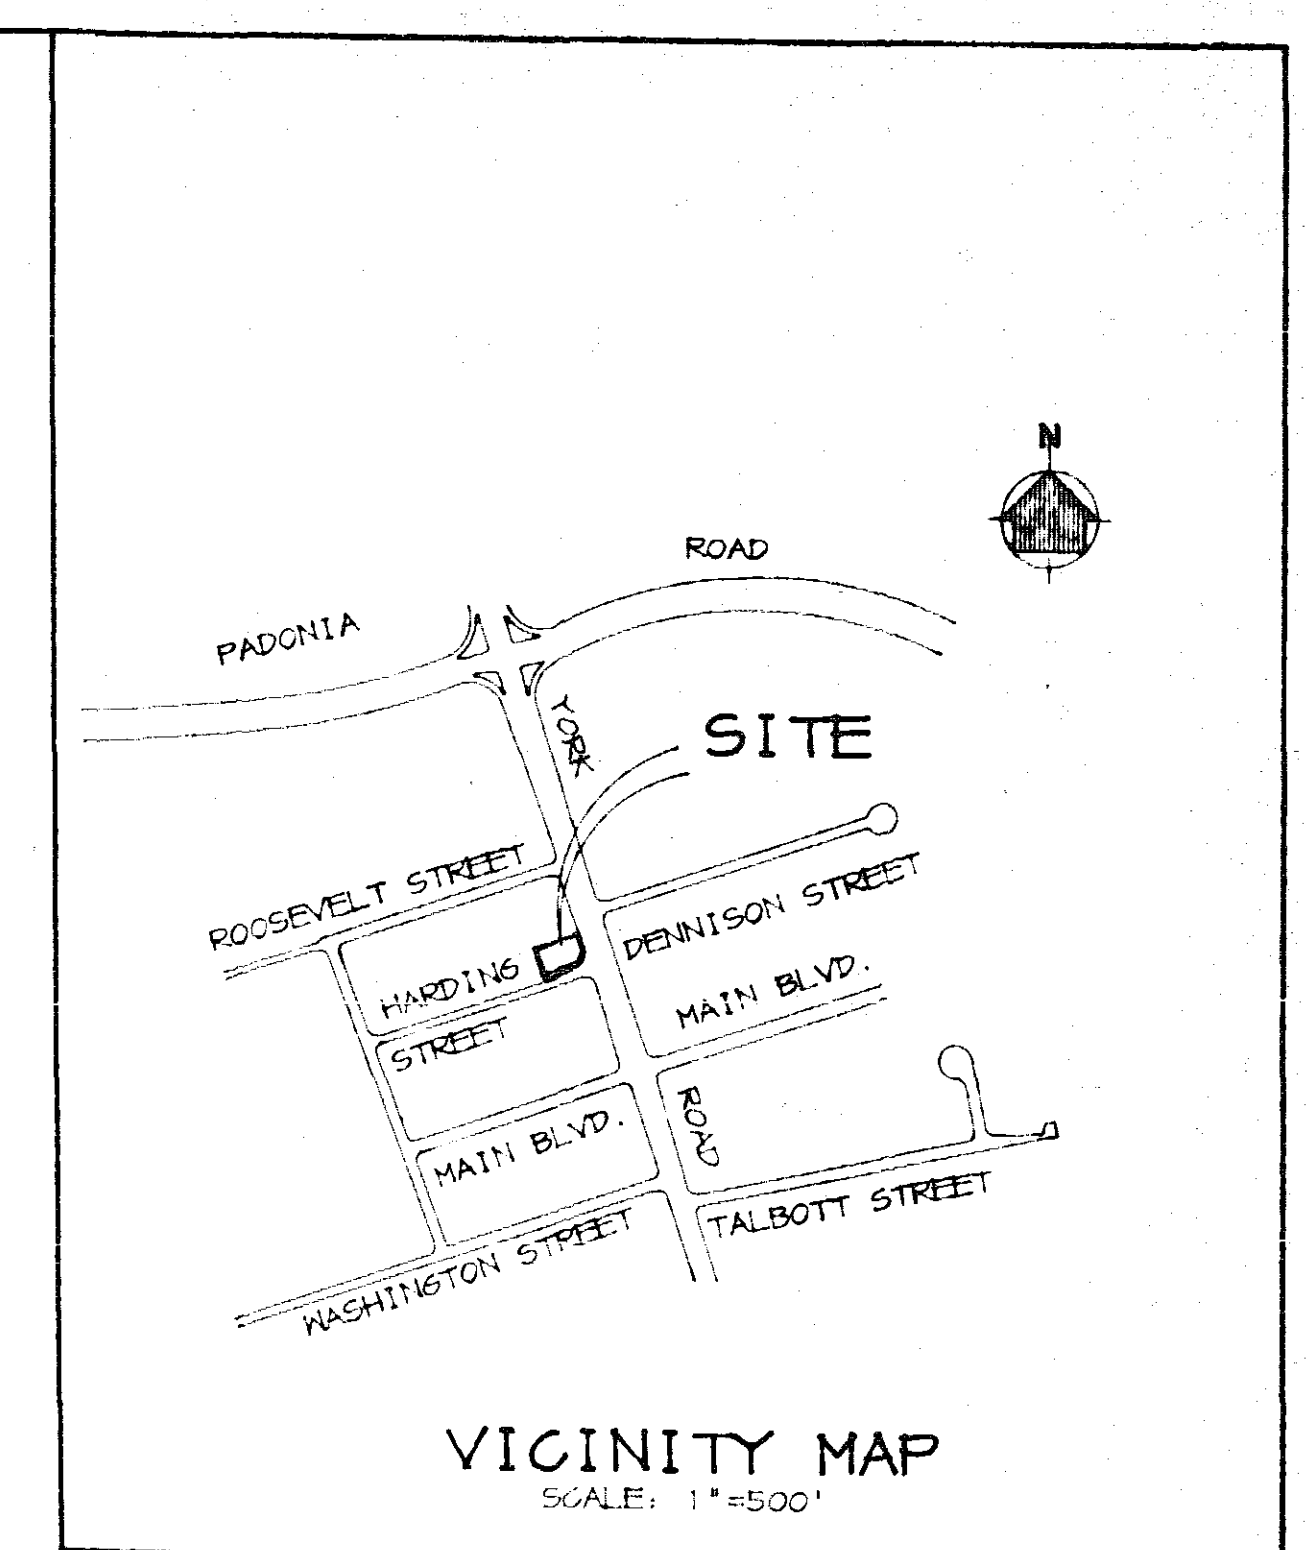 N
ROAD
PADONIA
YORK
SITE
ROOSEVELT STREET
DENNISON STREET
HARDING
STREET
MAIN BLVD.
MAIN BLVD.
ROAD
TALBOTT STREET
WASHINGTON STREET
VICINITY MAP
SCALE: 1"=500'